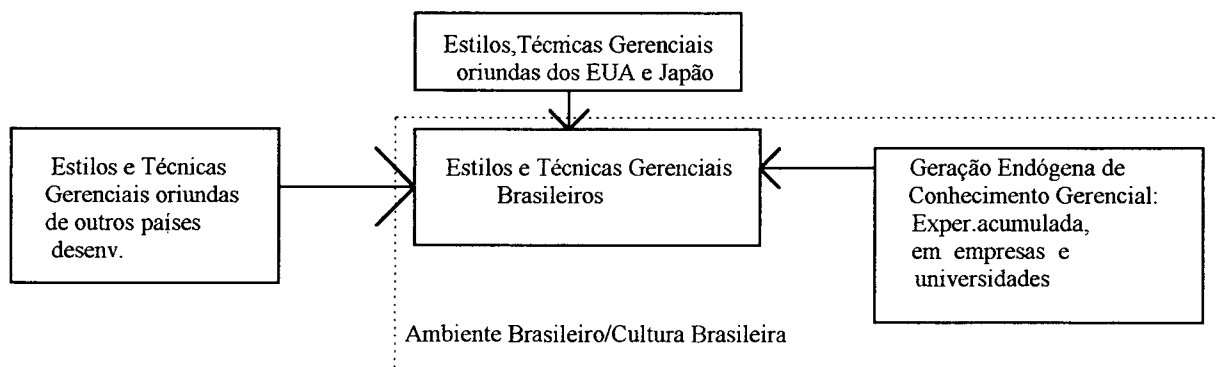 Estilos,Técnicas Gerenciais
oriundas dos EUA e Japão
Estilos e Técnicas
Gerenciais oriundas
de outros países
desenv.
Estilos e Técnicas Gerenciais
Brasileiros
Geração Endógena de
Conhecimento Gerencial:
Exper.acumulada,
em empresas e
universidades
Ambiente Brasileiro/Cultura Brasileira